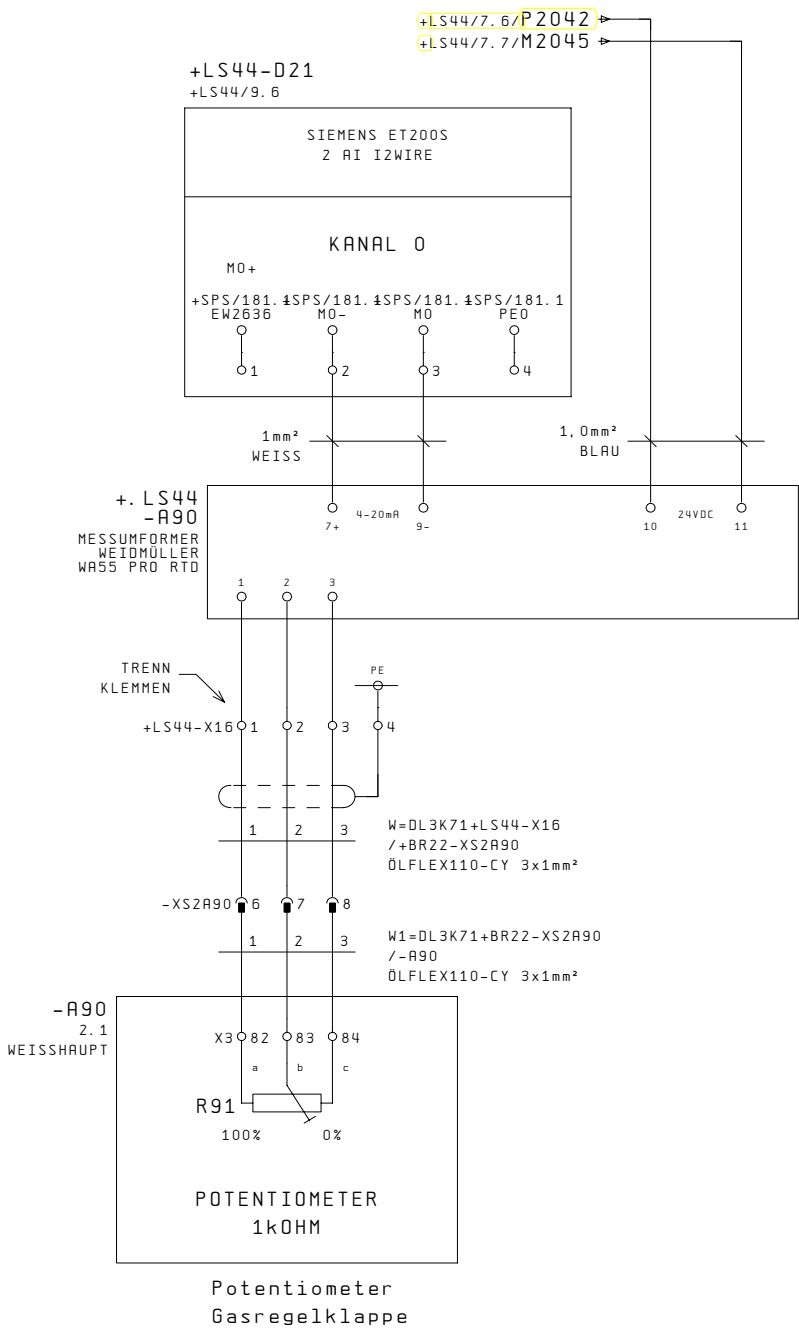 +LS44/7.6/P2042
+LS44/7.7/M2045
+LS44-D21
+LS44/9.6
SIEMENS ET200S
2 AI I2WIRE
KANAL 0
MO+
+SPS/181.1 +SPS/181.1 +SPS/181.1 +SPS/181.1
EW2636 MO- MO PE0
1 2 3 4
1mm²
WEISS
1,0mm²
BLAU
+.LS44
-A90
MESSUMFORMER
WEIDMÜLLER
WA55 PRO RTD
7+ 4-20mA 9- 10 24VDC 11
1 2 3
TRENN
KLEMMEN
PE
+LS44-X16 1 2 3 4
1 2 3
W=DL3K71+LS44-X16
/+BR22-XS2A90
ÖLFLEX110-CY 3x1mm²
-XS2A90 6 7 8
1 2 3
W1=DL3K71+BR22-XS2A90
/-A90
ÖLFLEX110-CY 3x1mm²
-A90
2.1
WEISSHAUPT
X3 82 83 84
a b c
R91
100% 0%
POTENTIOMETER
1kOHM
Potentiometer
Gasregelklappe